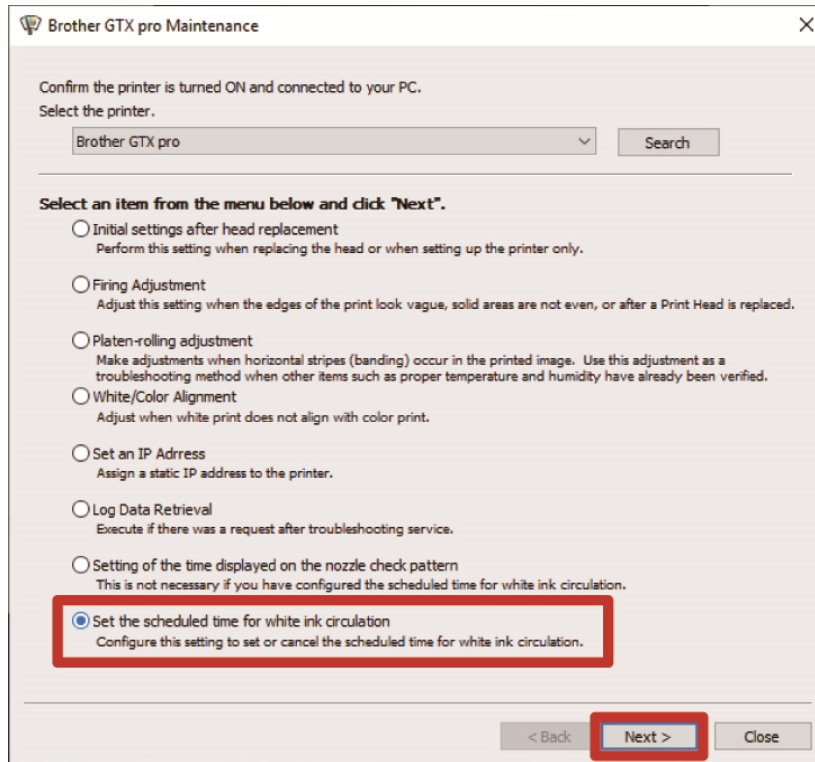 Brother GTX pro Maintenance
Confirm the printer is turned ON and connected to your PC.
Select the printer.
Brother GTX pro
Search
Select an item from the menu below and click "Next".
Initial settings after head replacement
Perform this setting when replacing the head or when setting up the printer only.
Firing Adjustment
Adjust this setting when the edges of the print look vague, solid areas are not even, or after a Print Head is replaced.
Platen-rolling adjustment
Make adjustments when horizontal stripes (banding) occur in the printed image. Use this adjustment as a
troubleshooting method when other items such as proper temperature and humidity have already been verified.
White/Color Alignment
Adjust when white print does not align with color print.
Set an IP Adrress
Assign a static IP address to the printer.
Log Data Retrieval
Execute if there was a request after troubleshooting service.
Setting of the time displayed on the nozzle check pattern
This is not necessary if you have configured the scheduled time for white ink circulation.
Set the scheduled time for white ink circulation
Configure this setting to set or cancel the scheduled time for white ink circulation.
< Back
Next >
Close